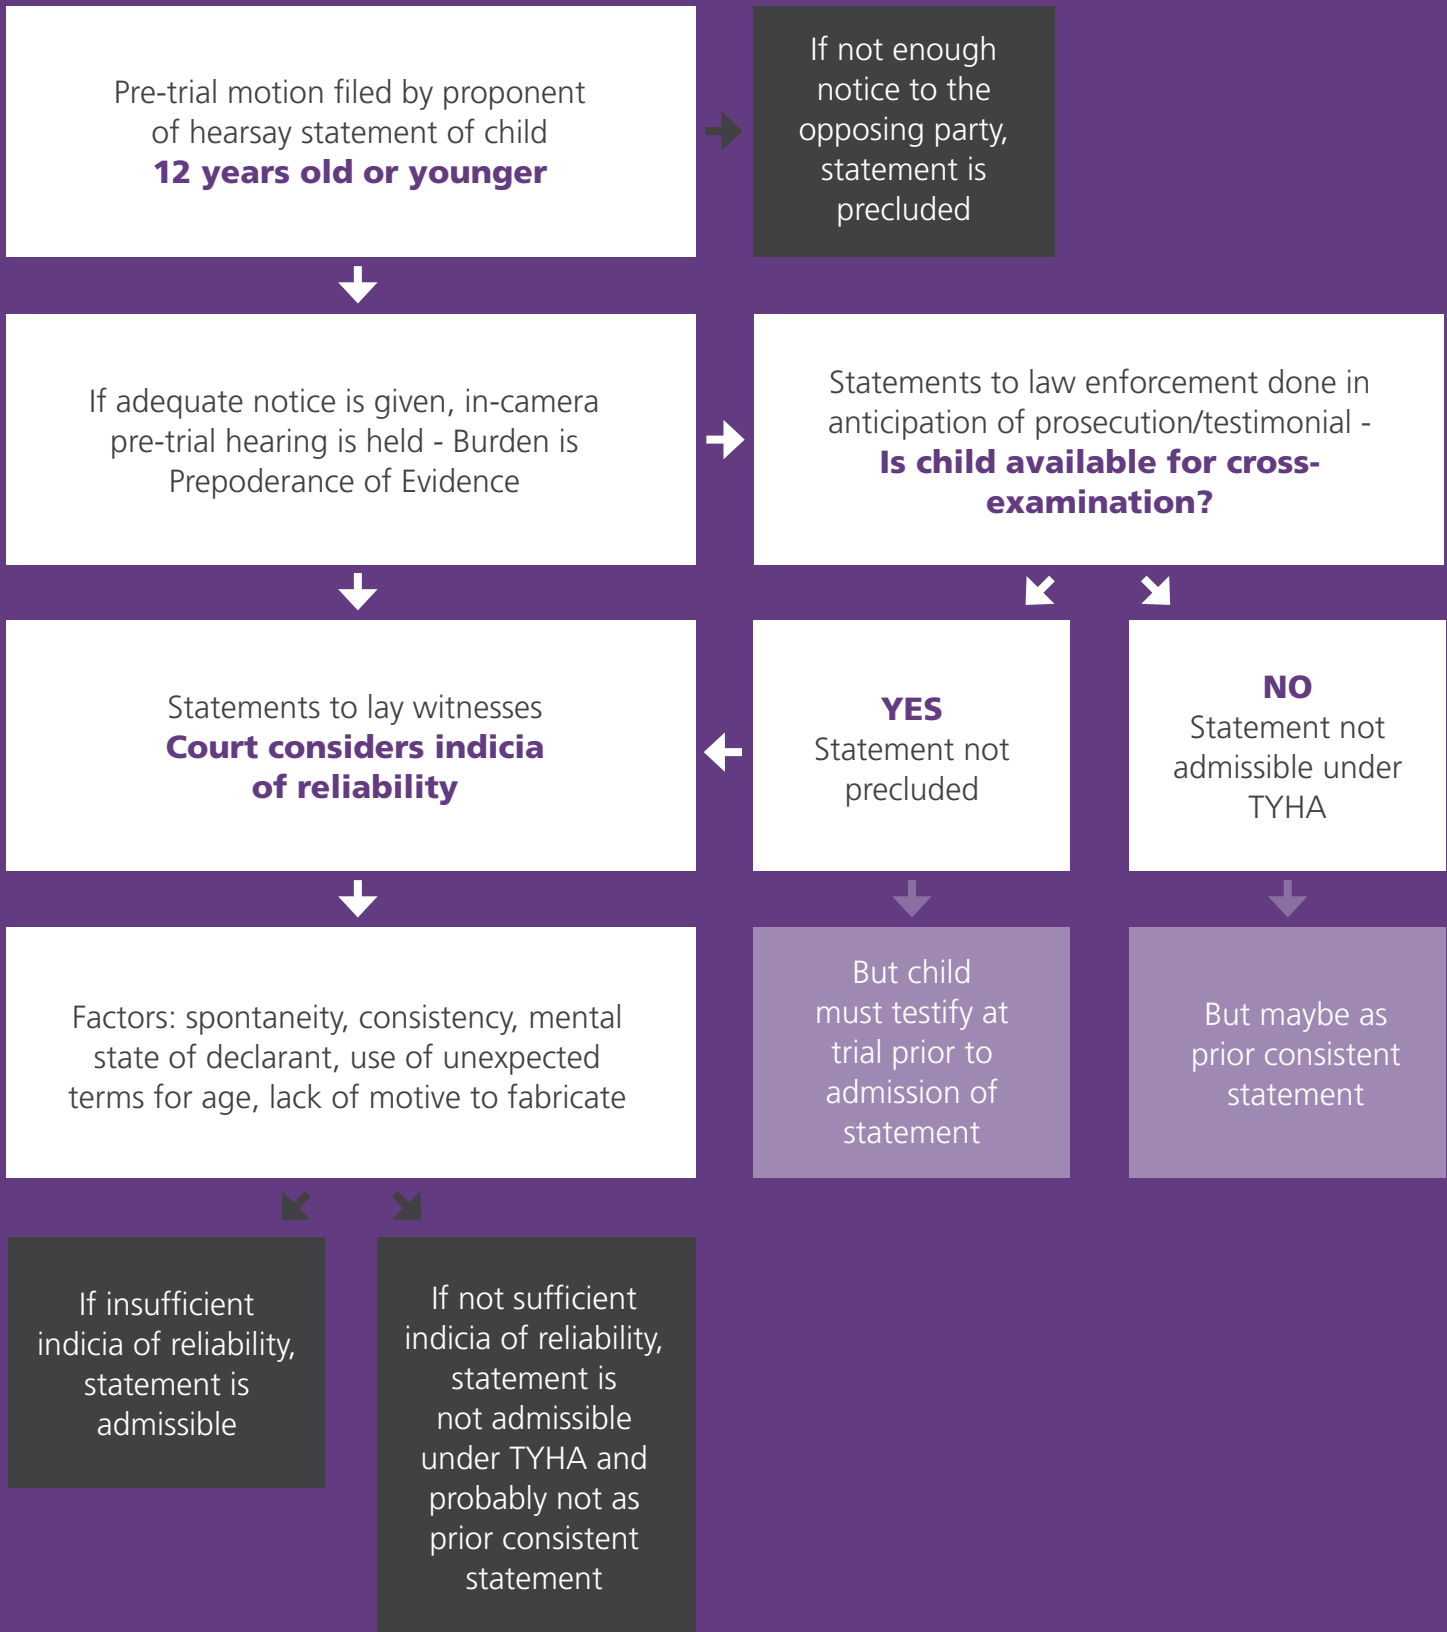 Pre-trial motion filed by proponent
of hearsay statement of child
12 years old or younger
If not enough
notice to the
opposing party,
statement is
precluded
If adequate notice is given, in-camera
pre-trial hearing is held - Burden is
Prepoderance of Evidence
Statements to law enforcement done in
anticipation of prosecution/testimonial -
Is child available for cross-
examination?
Statements to lay witnesses
Court considers indicia
of reliability
YES
Statement not
precluded
NO
Statement not
admissible under
TYHA
Factors: spontaneity, consistency, mental
state of declarant, use of unexpected
terms for age, lack of motive to fabricate
But child
must testify at
trial prior to
admission of
statement
But maybe as
prior consistent
statement
If insufficient
indicia of reliability,
statement is
admissible
If not sufficient
indicia of reliability,
statement is
not admissible
under TYHA and
probably not as
prior consistent
statement